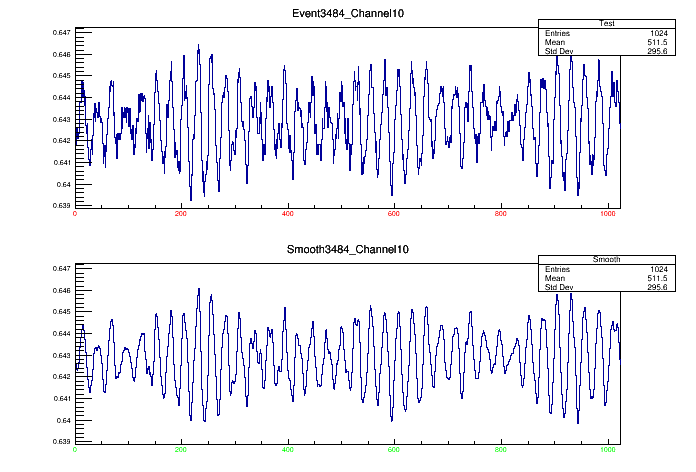 Event3484_Channel10
Test
Entries 1024
Mean 511.5
Std Dev 295.6
0.647
0.646
0.645
0.644
0.643
0.642
0.641
0.64
0.639
0 200 400 600 800 1000
Smooth3484_Channel10
Smooth
Entries 1024
Mean 511.5
Std Dev 295.6
0.647
0.646
0.645
0.644
0.643
0.642
0.641
0.64
0.639
0 200 400 600 800 1000